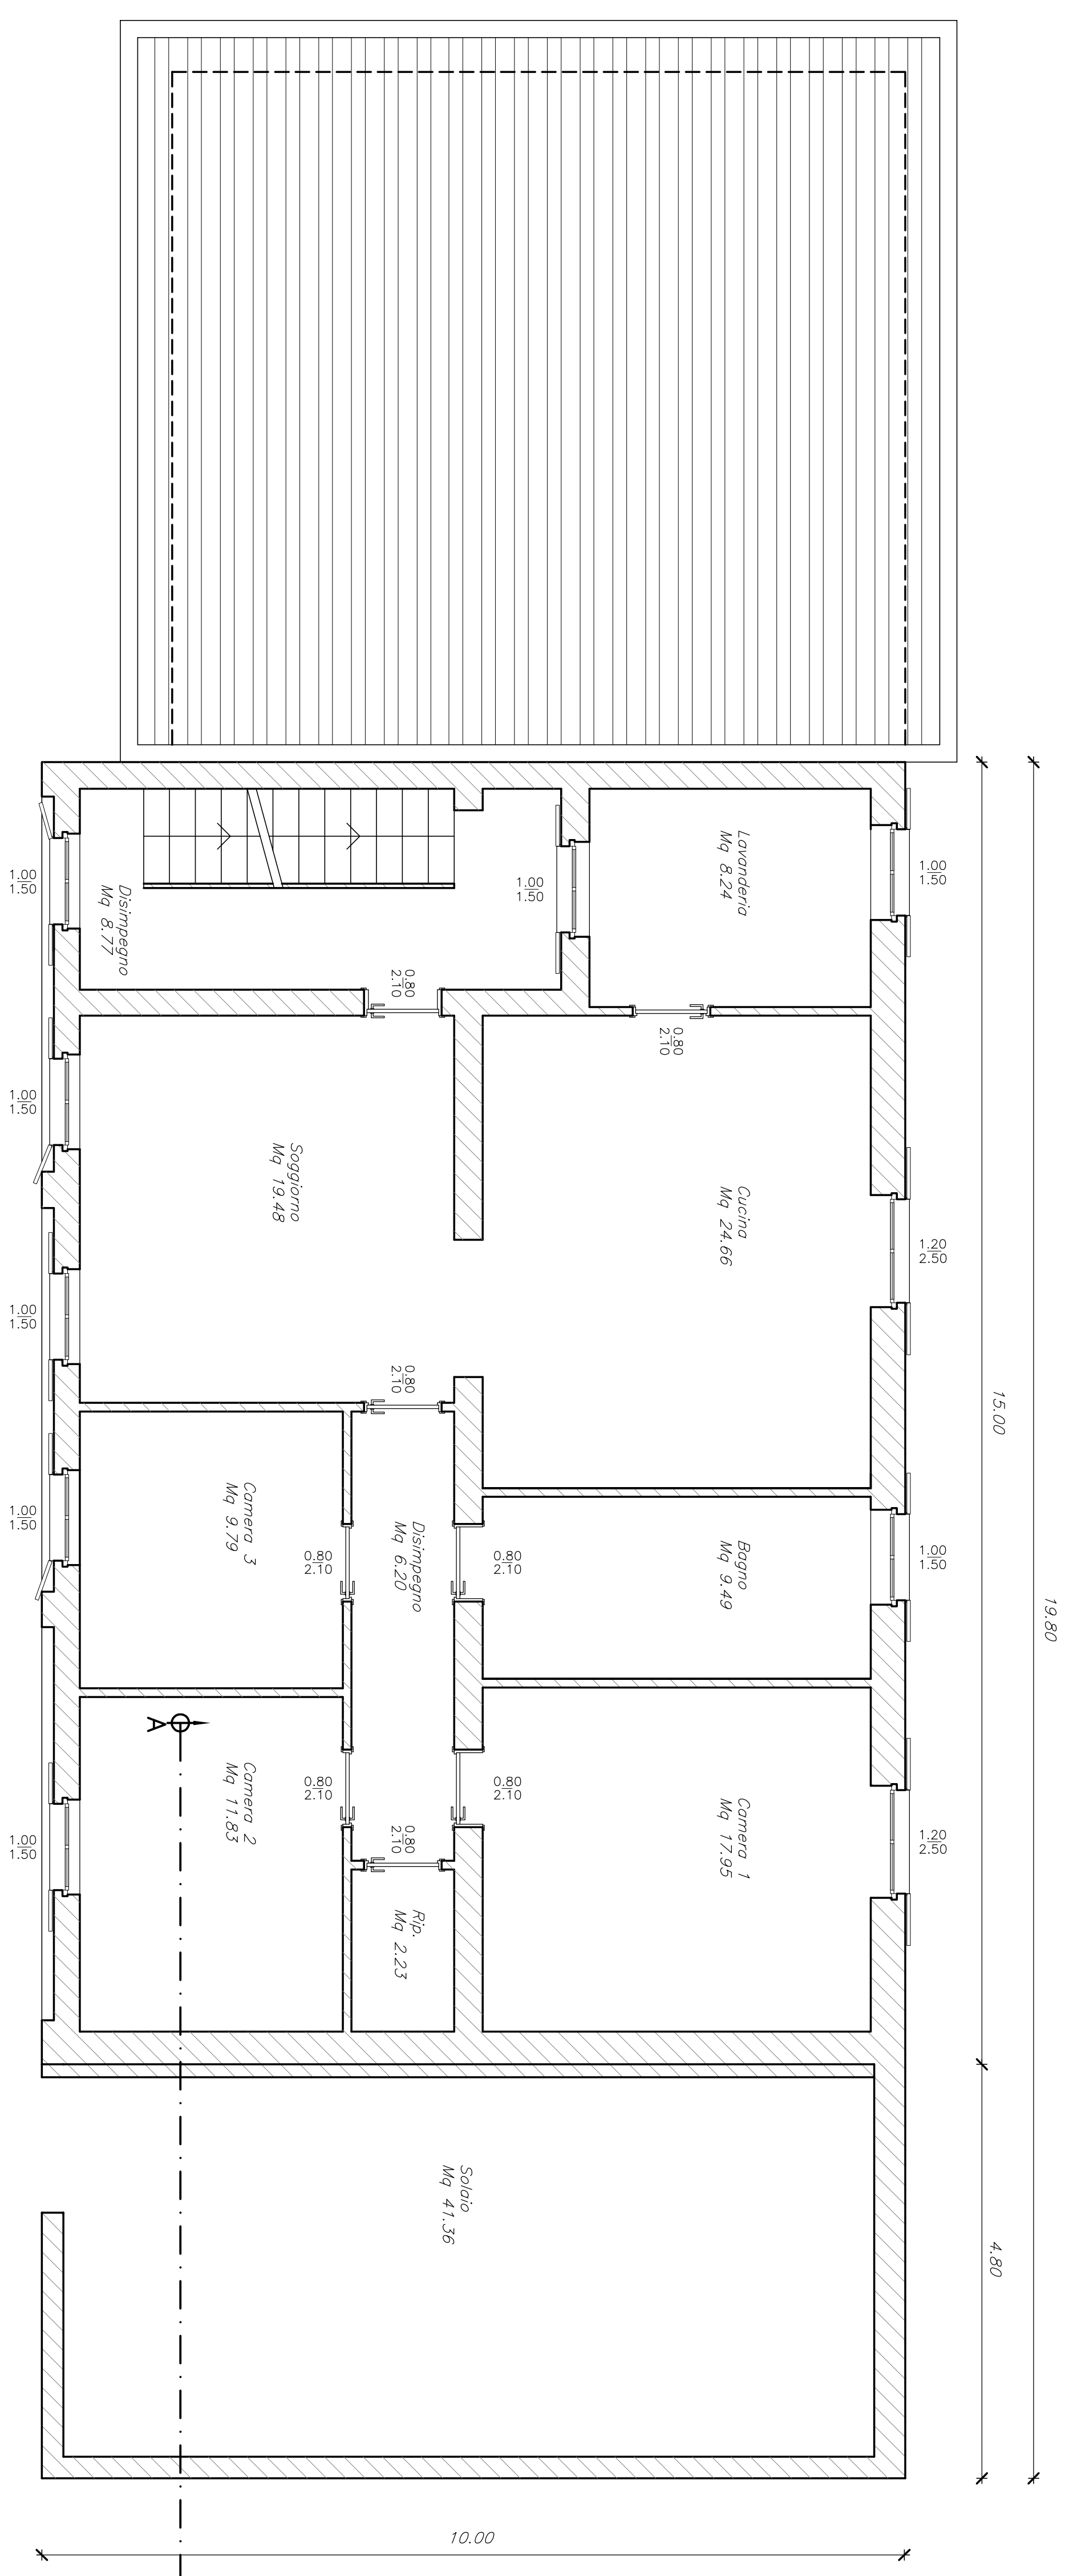 19.80
15.00
4.80
10.00
1.00
1.50
1.20
2.50
1.00
1.50
1.20
2.50
Lavanderia
Mq 8.24
Cucina
Mq 24.66
Bagno
Mq 9.49
Camera 1
Mq 17.95
0.80
2.10
1.00
1.50
0.80
2.10
0.80
2.10
0.80
2.10
0.80
2.10
0.80
2.10
Disimpegno
Mq 6.20
Rip.
Mq 2.23
Solaio
Mq 41.36
0.80
2.10
0.80
2.10
Soggiorno
Mq 19.48
Camera 3
Mq 9.79
Camera 2
Mq 11.83
Disimpegno
Mq 8.77
A
1.00
1.50
1.00
1.50
1.00
1.50
1.00
1.50
1.00
1.50